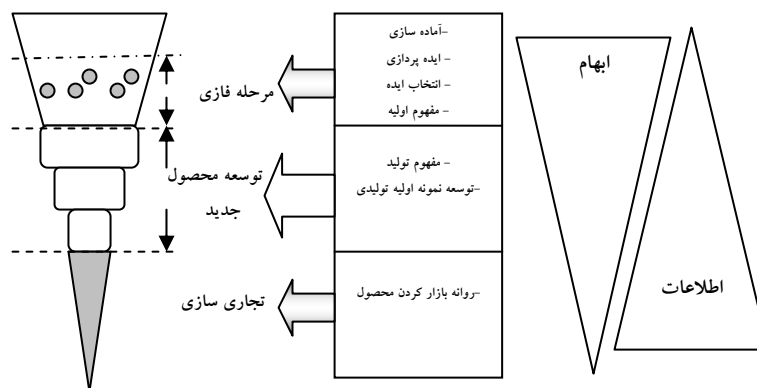 ابهام
اطلاعات
-آماده سازی
-ایده پردازی
-انتخاب ایده
-مفهوم اولیه
-مفهوم تولید
-توسعه نمونه اولیه تولیدی
-روانه بازار کردن محصول
مرحله فازی
توسعه محصول
جدید
تجاری سازی